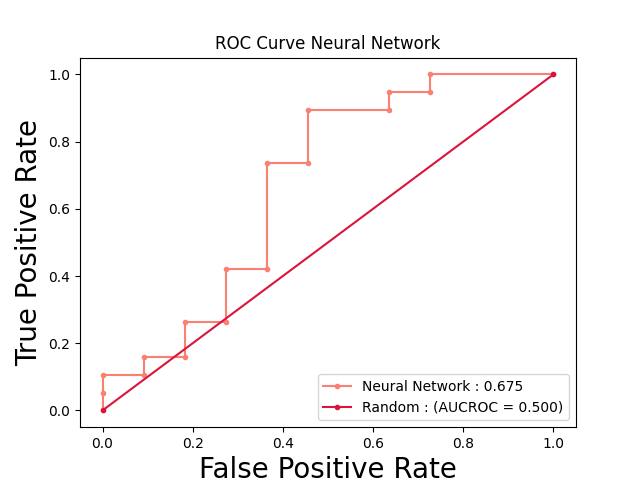 ROC Curve Neural Network
True Positive Rate
1.0
0.8
0.6
0.4
0.2
0.0
Neural Network : 0.675
Random : (AUCROC = 0.500)
0.0 0.2 0.4 0.6 0.8 1.0
False Positive Rate